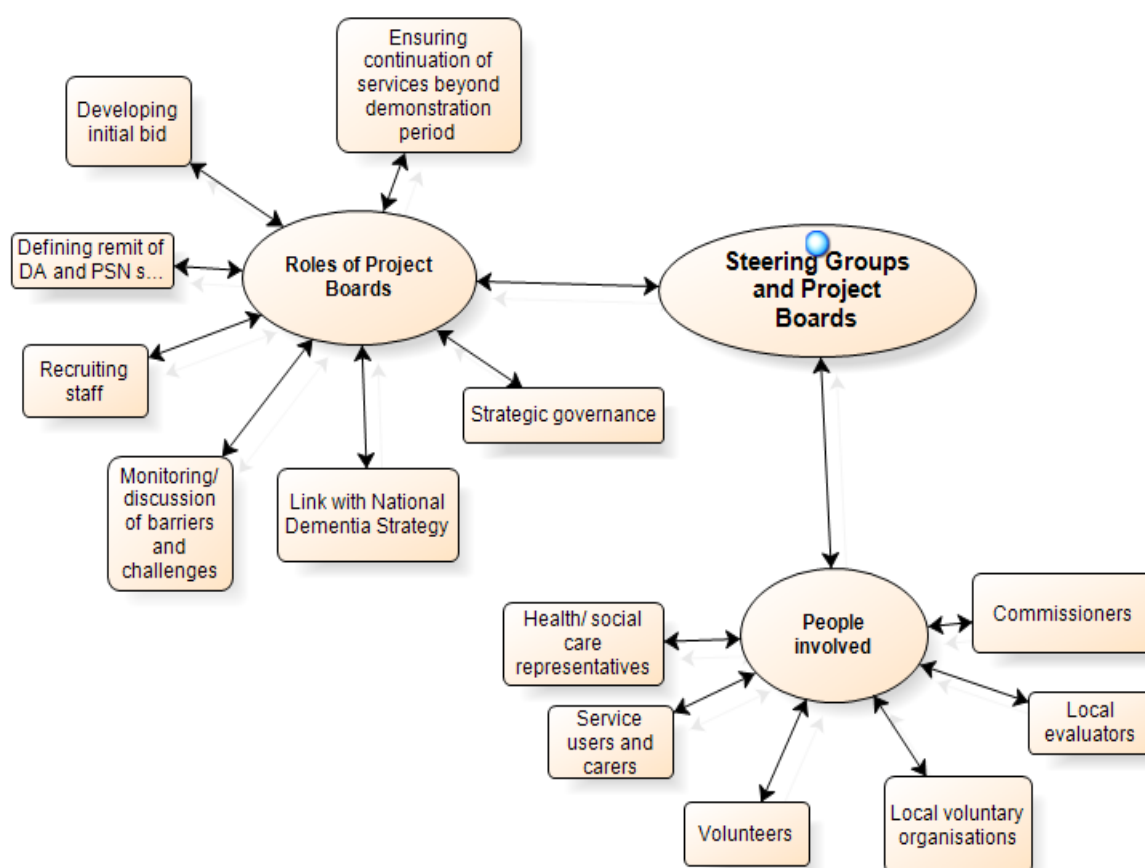 Ensuring
continuation of
services beyond
demonstration
period
Developing
initial bid
Defining remit of
DA and PSN s...
Roles of Project
Boards
Steering Groups
and Project
Boards
Recruiting
staff
Strategic governance
Monitoring/
discussion
of barriers
and
challenges
Link with National
Dementia Strategy
People
involved
Commissioners
Health/ social
care
representatives
Service
users and
carers
Local
evaluators
Volunteers
Local voluntary
organisations